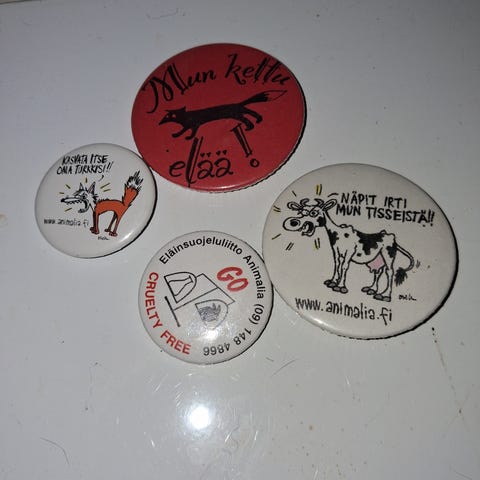 Mun kettu
elää!
KASVATA ITSE
OMA TURKKISI!!
www.animalia.fi
NÄPIT IRTI
MUN TISSEISTÄ!!
www.animalia.fi
Eläinsuojeluliitto Animalia (09) 148 4866
GO
CRUELTY FREE